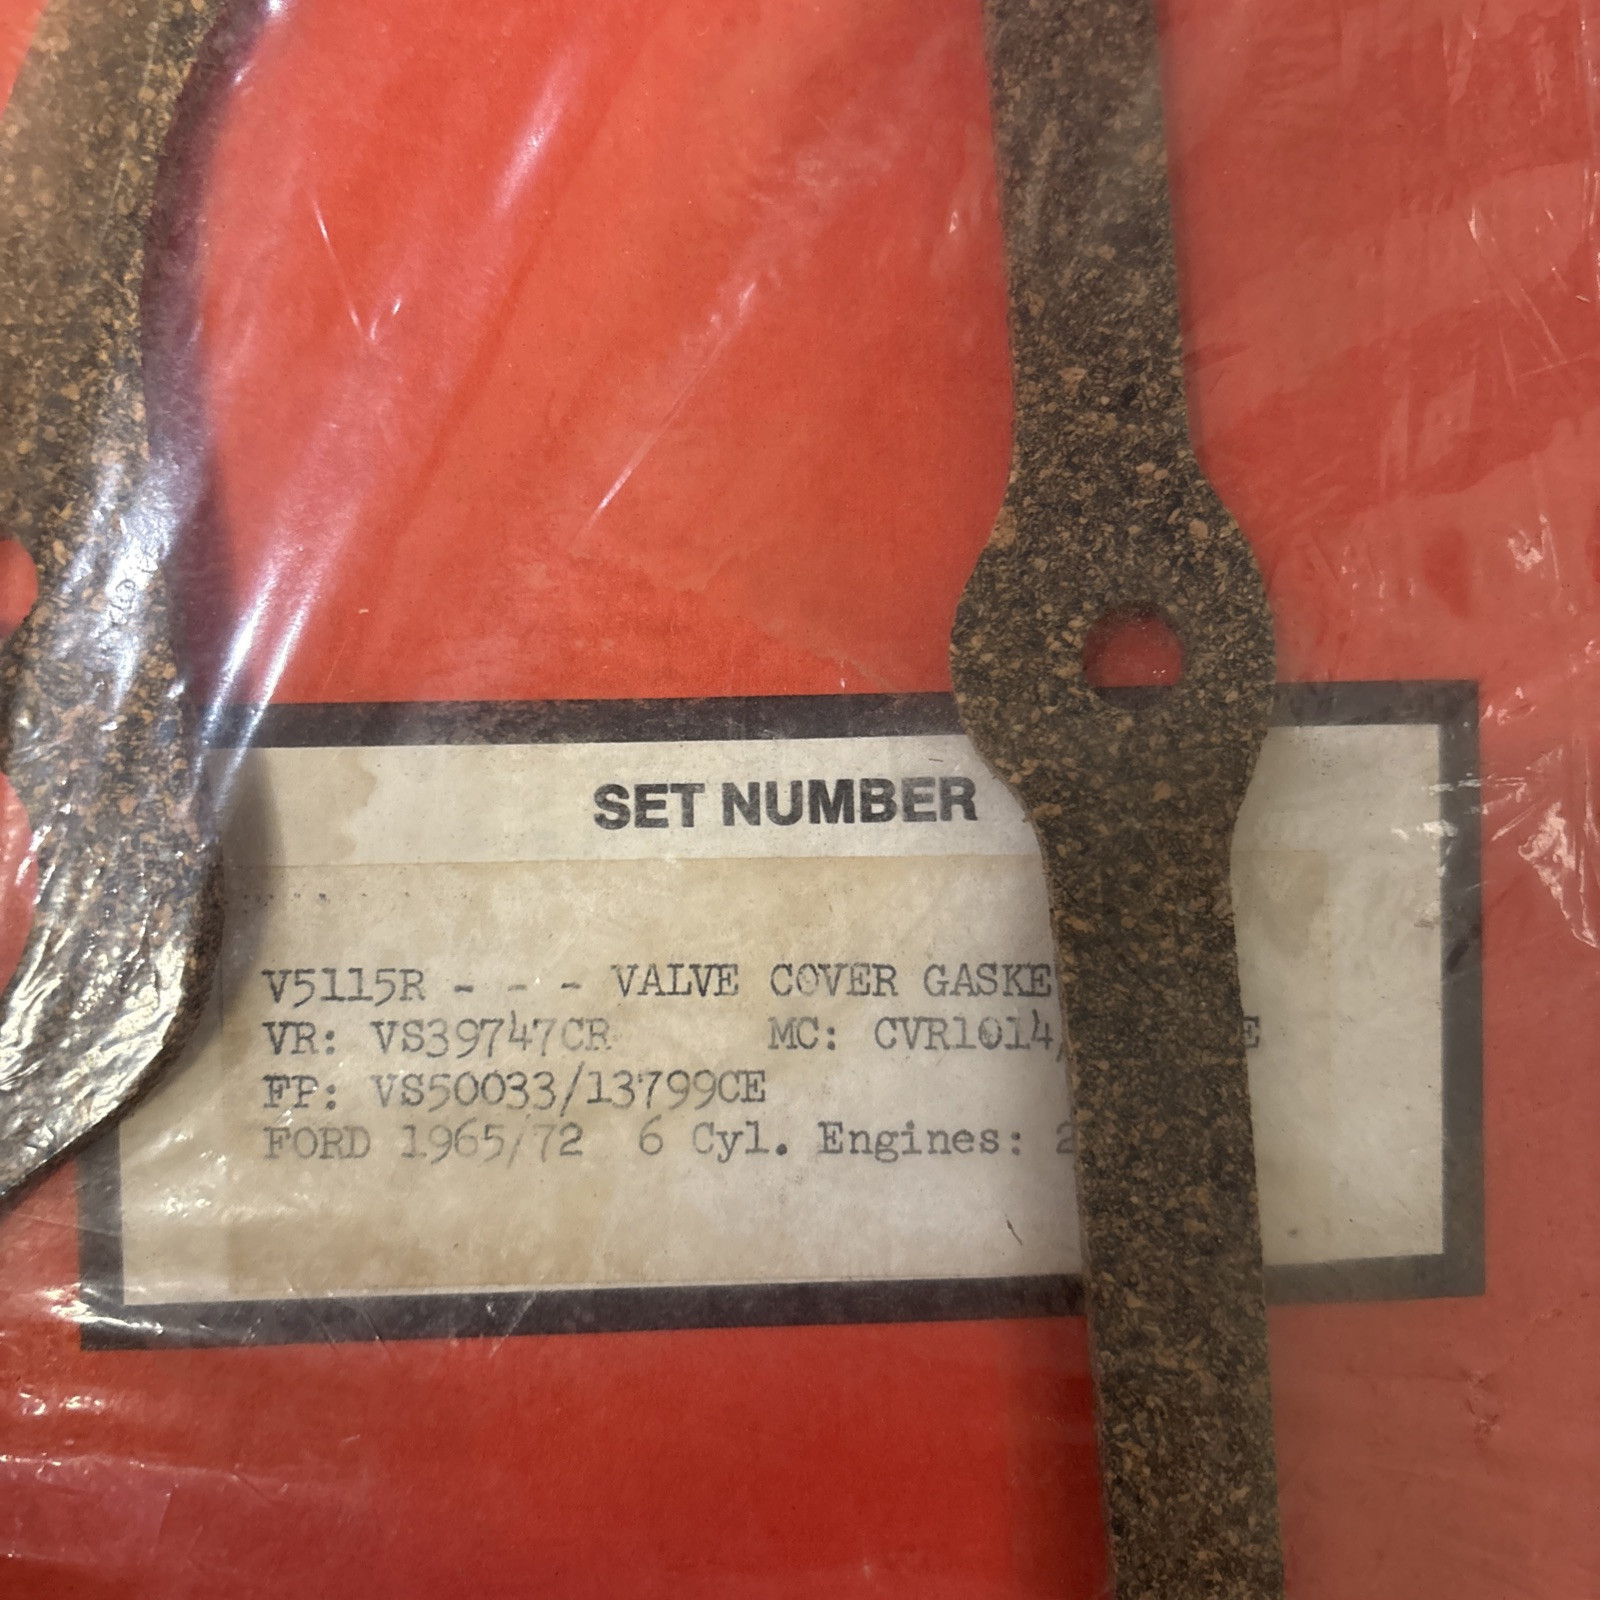 SET NUMBER
V5115R - - - VALVE COVER GASKE
VR: VS39747CR MC: CVR1014
FP: VS50033/13799CE
FORD 1965/72 6 Cyl. Engines: 2